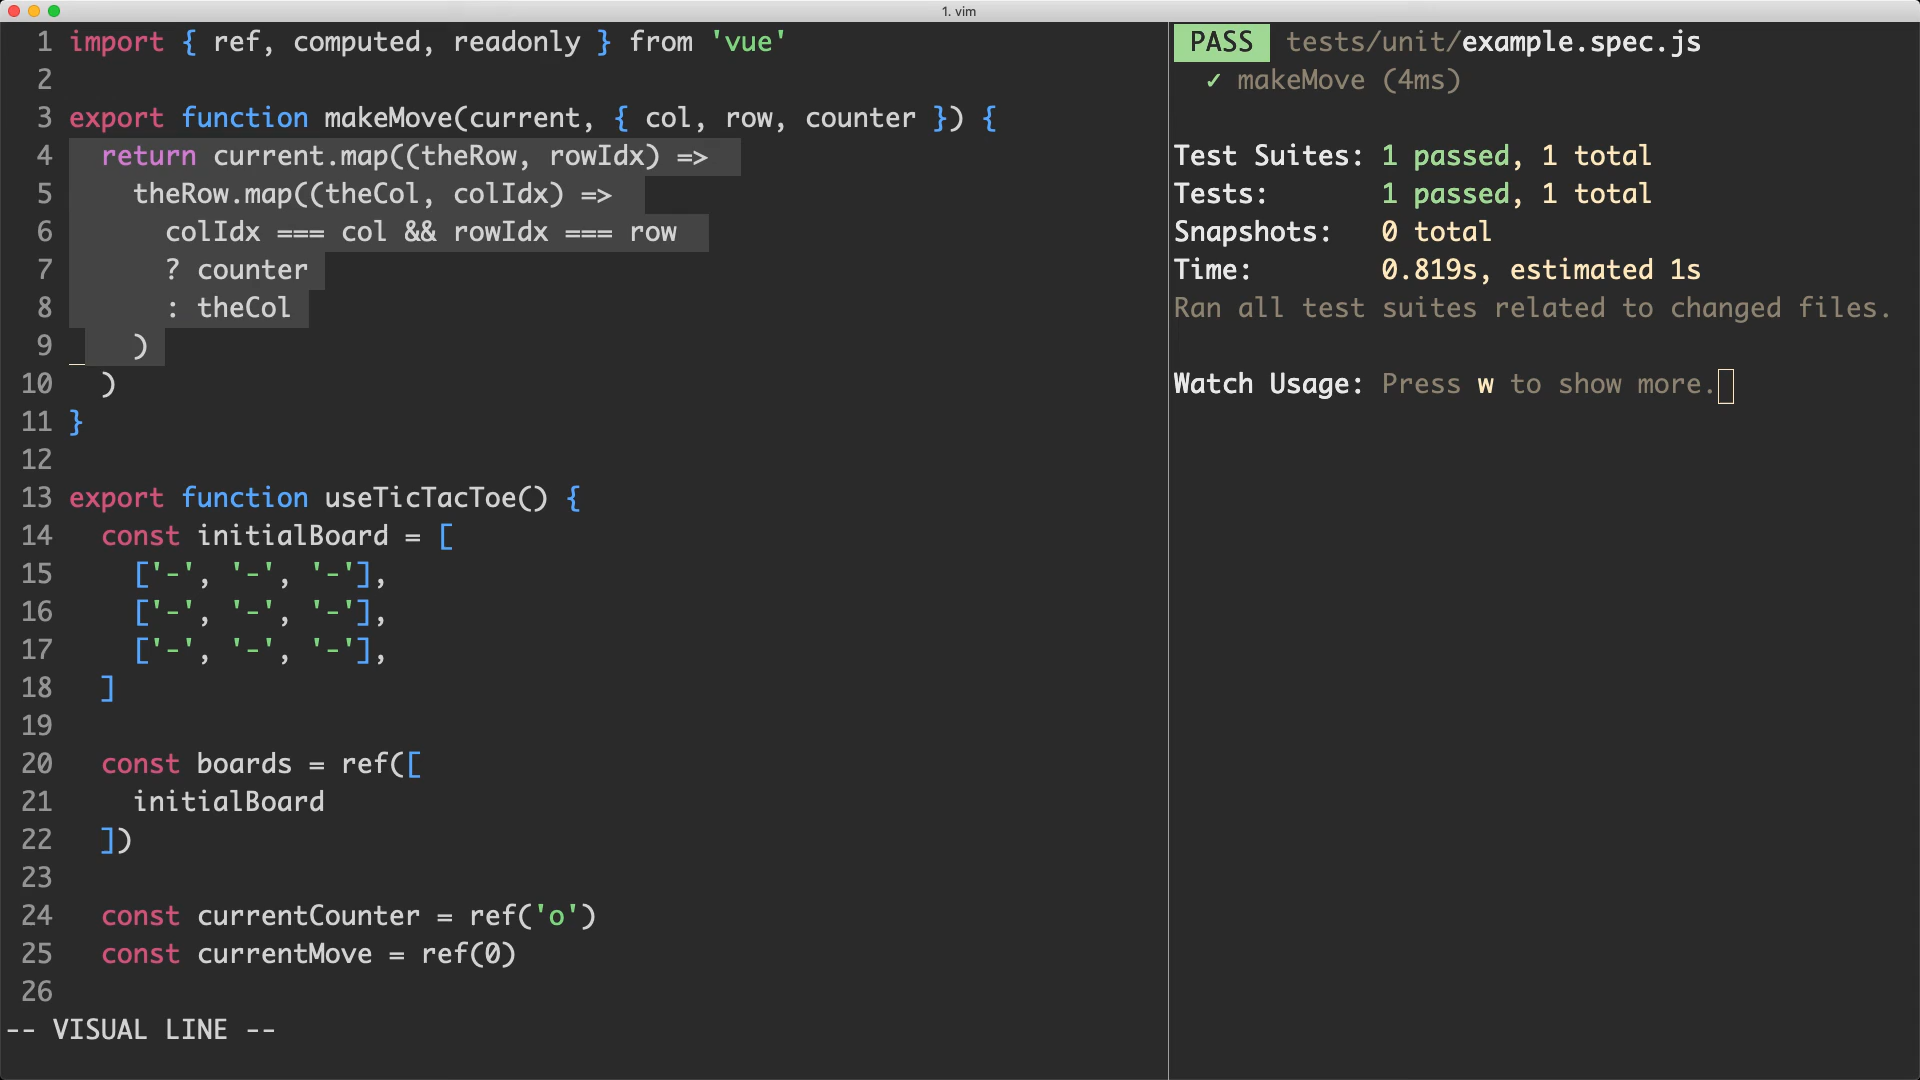 1. vim
1 import { ref, computed, readonly } from 'vue'
2
3 export function makeMove(current, { col, row, counter }) {
4   return current.map((theRow, rowIdx) =>
5     theRow.map((theCol, colIdx) =>
6       colIdx === col && rowIdx === row
7       ? counter
8       : theCol
9     )
10   )
11 }
12
13 export function useTicTacToe() {
14   const initialBoard = [
15     ['-', '-', '-'],
16     ['-', '-', '-'],
17     ['-', '-', '-'],
18   ]
19
20   const boards = ref([
21     initialBoard
22   ])
23
24   const currentCounter = ref('o')
25   const currentMove = ref(0)
26
-- VISUAL LINE --
PASS tests/unit/example.spec.js
✓ makeMove (4ms)
Test Suites: 1 passed, 1 total
Tests:       1 passed, 1 total
Snapshots:   0 total
Time:        0.819s, estimated 1s
Ran all test suites related to changed files.
Watch Usage: Press w to show more.